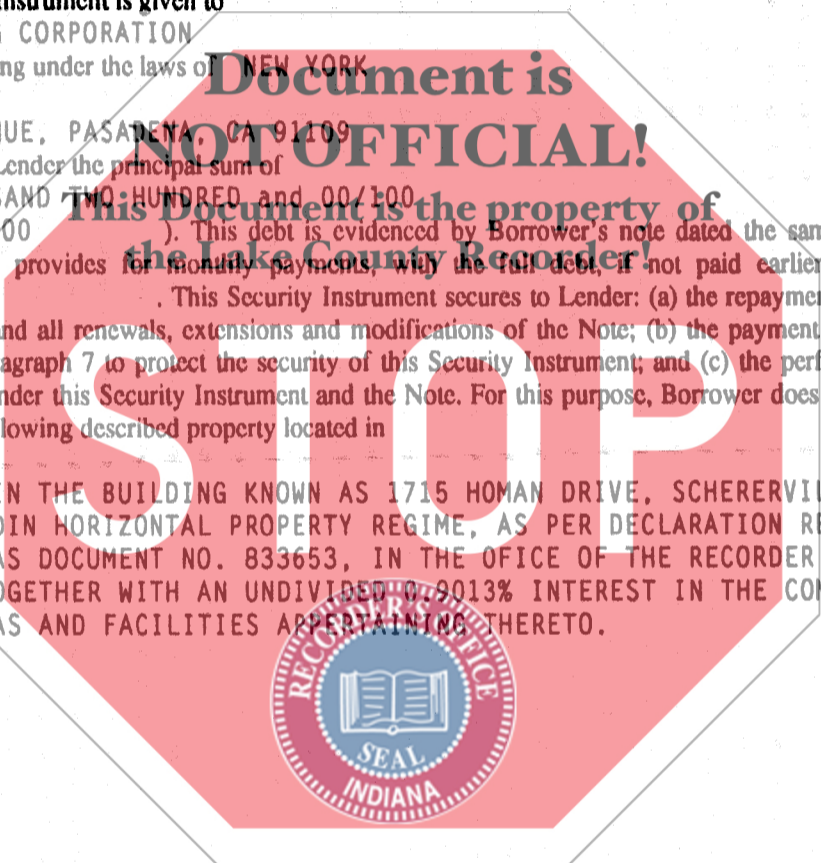 nstrument is given to
CORPORATION
ng under the laws of NEW YORK
Document is
UE, PASADENA, CA 91109
NOT OFFICIAL!
Lender the principal sum of
AND TWO HUNDRED and 00/100
This Document is the property of
00 ). This debt is evidenced by Borrower's note dated the sam
the Lake County Recorder!
provides for monthly payments, with the full debt, if not paid earlier
. This Security Instrument secures to Lender: (a) the repaymen
nd all renewals, extensions and modifications of the Note; (b) the payment
agraph 7 to protect the security of this Security Instrument; and (c) the perf
nder this Security Instrument and the Note. For this purpose, Borrower does
lowing described property located in
STOP
IN THE BUILDING KNOWN AS 1715 HOMAN DRIVE, SCHERERVIL
DIN HORIZONTAL PROPERTY REGIME, AS PER DECLARATION RE
AS DOCUMENT NO. 833653, IN THE OFICE OF THE RECORDER
OGETHER WITH AN UNDIVIDED 0.9013% INTEREST IN THE CO
AS AND FACILITIES APPERTAINING THERETO.
RECORDER'S OFFICE
SEAL
INDIANA